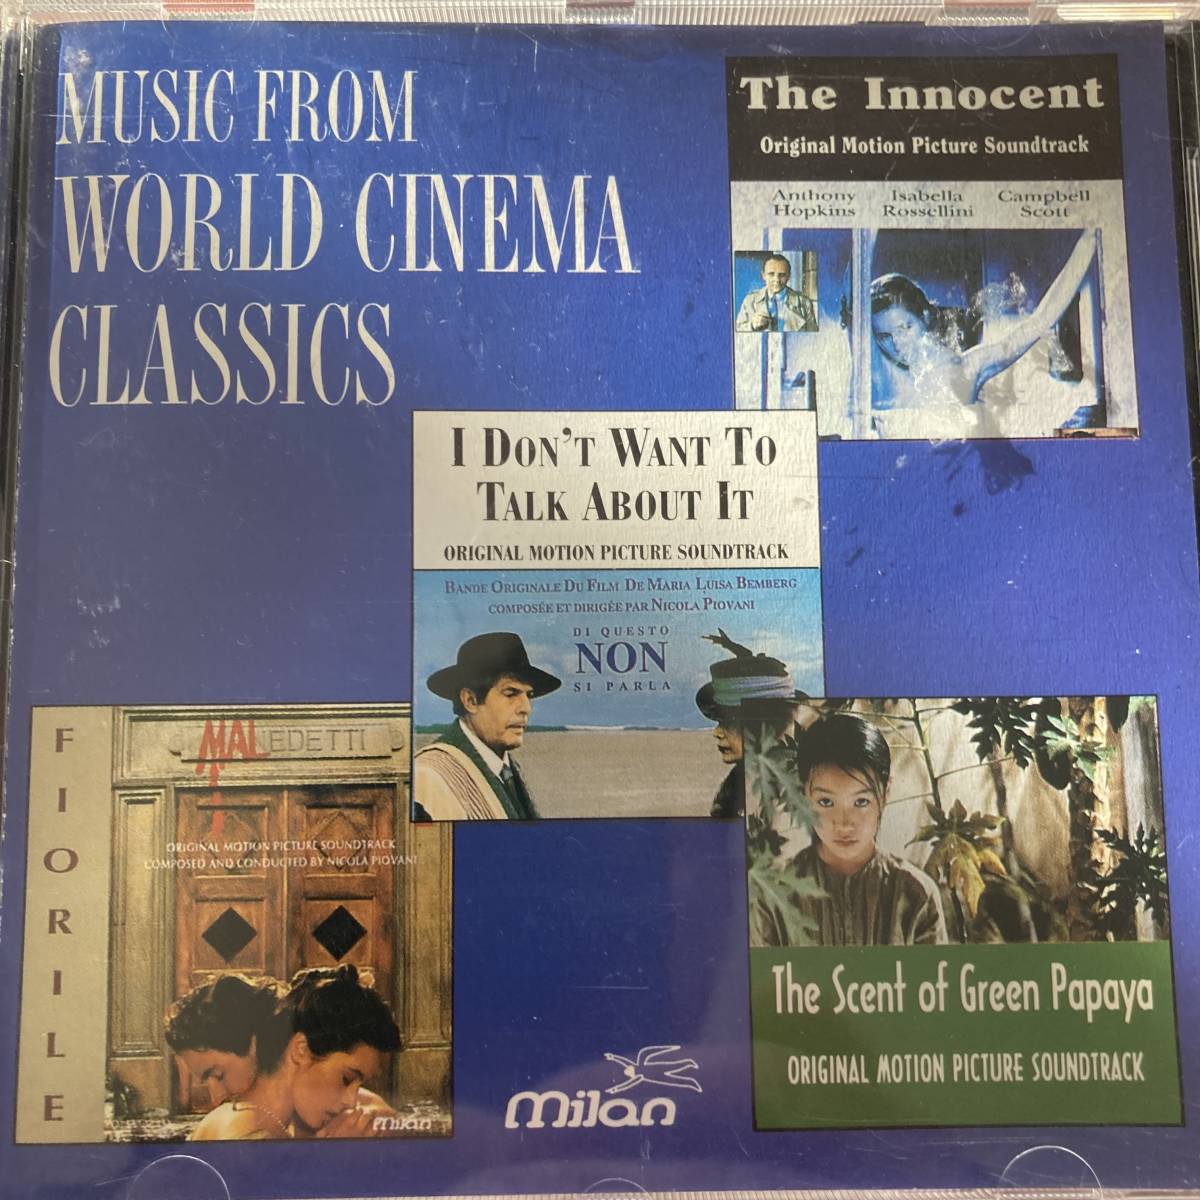 MUSIC FROM
WORLD CINEMA
CLASSICS
The Innocent
Original Motion Picture Soundtrack
Anthony Hopkins
Isabella Rossellini
Campbell Scott
I DON'T WANT TO
TALK ABOUT IT
ORIGINAL MOTION PICTURE SOUNDTRACK
BANDE ORIGINALE DU FILM DE MARIA LUISA BEMBERG
COMPOSÉE ET DIRIGÉE PAR NICOLA PIOVANI
DI QUESTO
NON
SI PARLA
FIORILE
MALEDETTI
ORIGINAL MOTION PICTURE SOUNDTRACK
COMPOSED AND CONDUCTED BY NICOLA PIOVANI
milan
The Scent of Green Papaya
ORIGINAL MOTION PICTURE SOUNDTRACK
milan